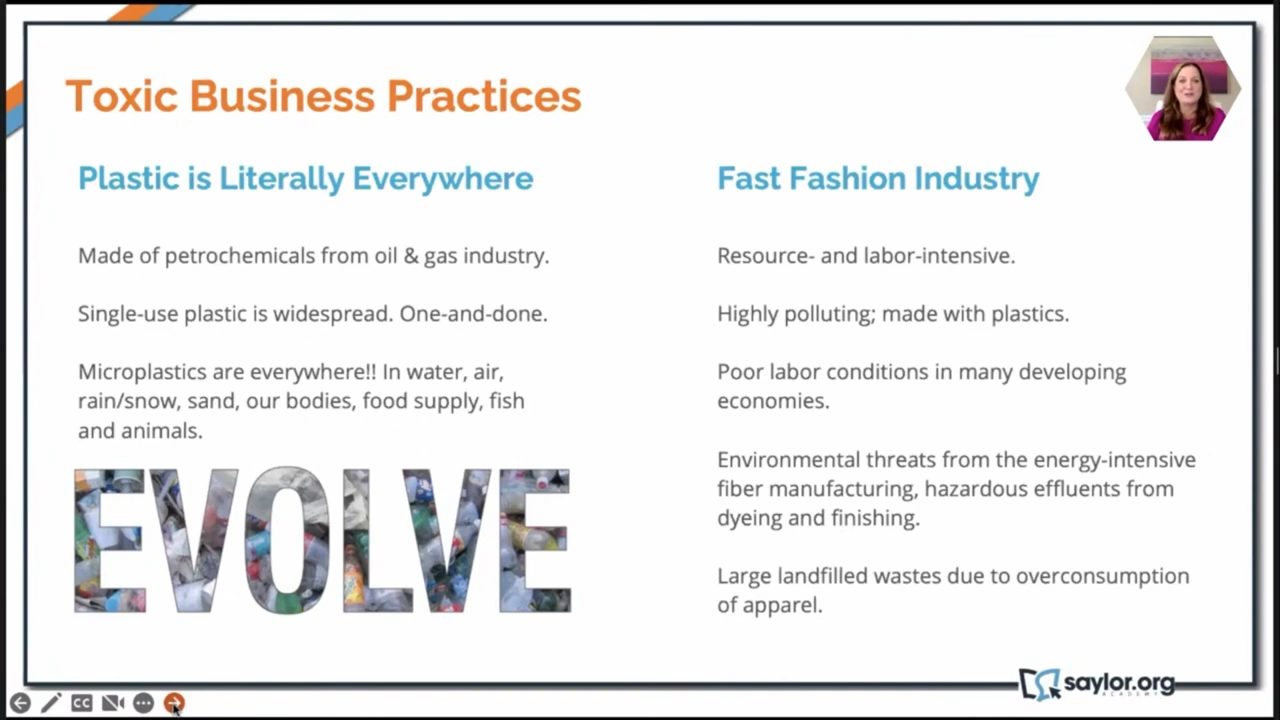 Toxic Business Practices
Plastic is Literally Everywhere
Made of petrochemicals from oil & gas industry.
Single-use plastic is widespread. One-and-done.
Microplastics are everywhere!! In water, air,
rain/snow, sand, our bodies, food supply, fish
and animals.
EVOLVE
Fast Fashion Industry
Resource- and labor-intensive.
Highly polluting; made with plastics.
Poor labor conditions in many developing
economies.
Environmental threats from the energy-intensive
fiber manufacturing, hazardous effluents from
dyeing and finishing.
Large landfilled wastes due to overconsumption
of apparel.
CC
saylor.org
ACADEMY